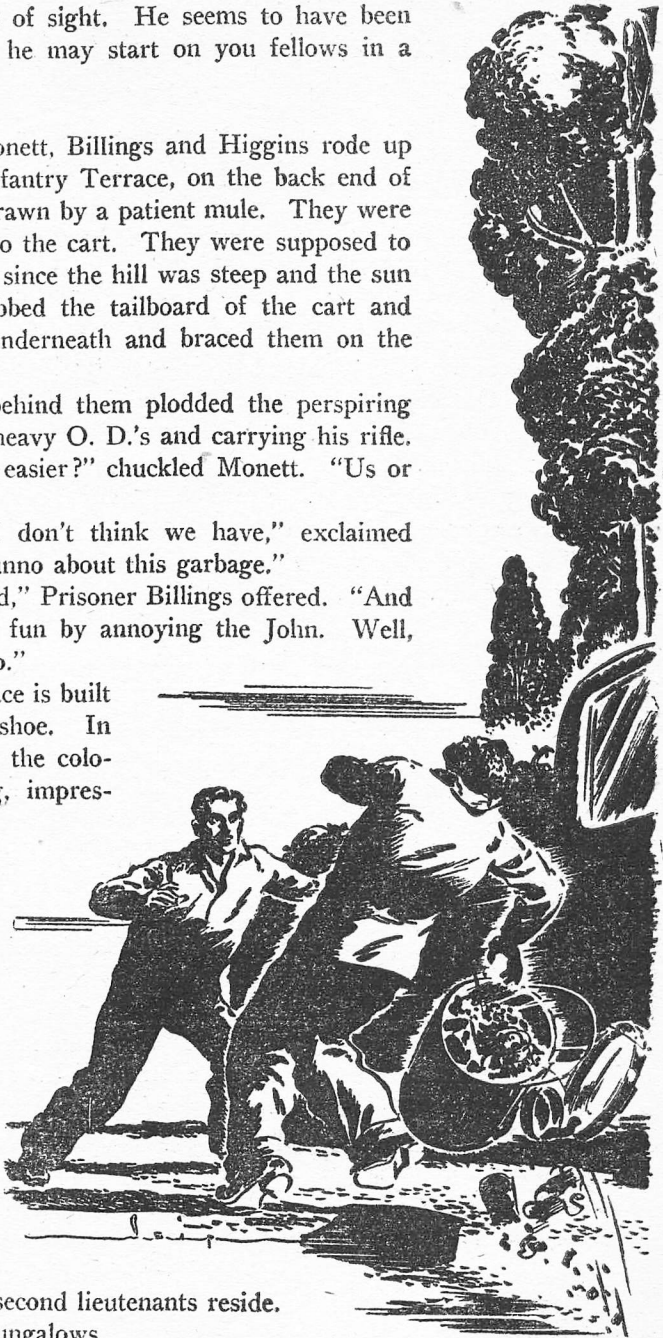 of sight. He seems to have been
he may start on you fellows in a
onett, Billings and Higgins rode up
fantry Terrace, on the back end of
rawn by a patient mule. They were
o the cart. They were supposed to
since the hill was steep and the sun
bbed the tailboard of the cart and
nderneath and braced them on the
ehind them plodded the perspiring
heavy O. D.'s and carrying his rifle.
easier?" chuckled Monett. "Us or
don't think we have," exclaimed
unno about this garbage."
d," Prisoner Billings offered. "And
fun by annoying the John. Well,
o."
ace is built
shoe. In
the colo-
g, impres-
second lieutenants reside.
ungalows